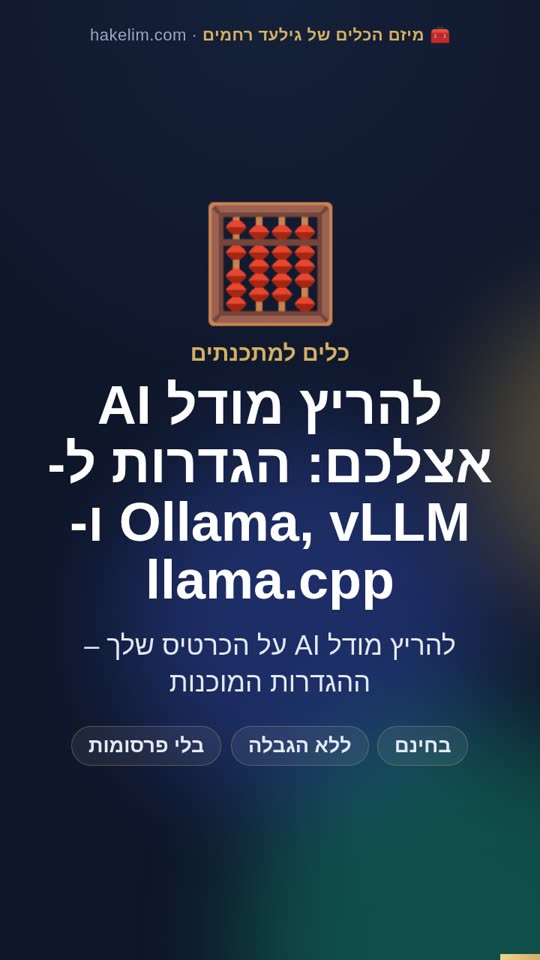 🧰 מיזם הכלים של גילעד רחמים · hakelim.com
כלים למתכנתים
להריץ מודל AI
אצלכם: הגדרות ל-
Ollama, vLLM ו-
llama.cpp
להריץ מודל AI על הכרטיס שלך –
ההגדרות המוכנות
בחינם
ללא הגבלה
בלי פרסומות